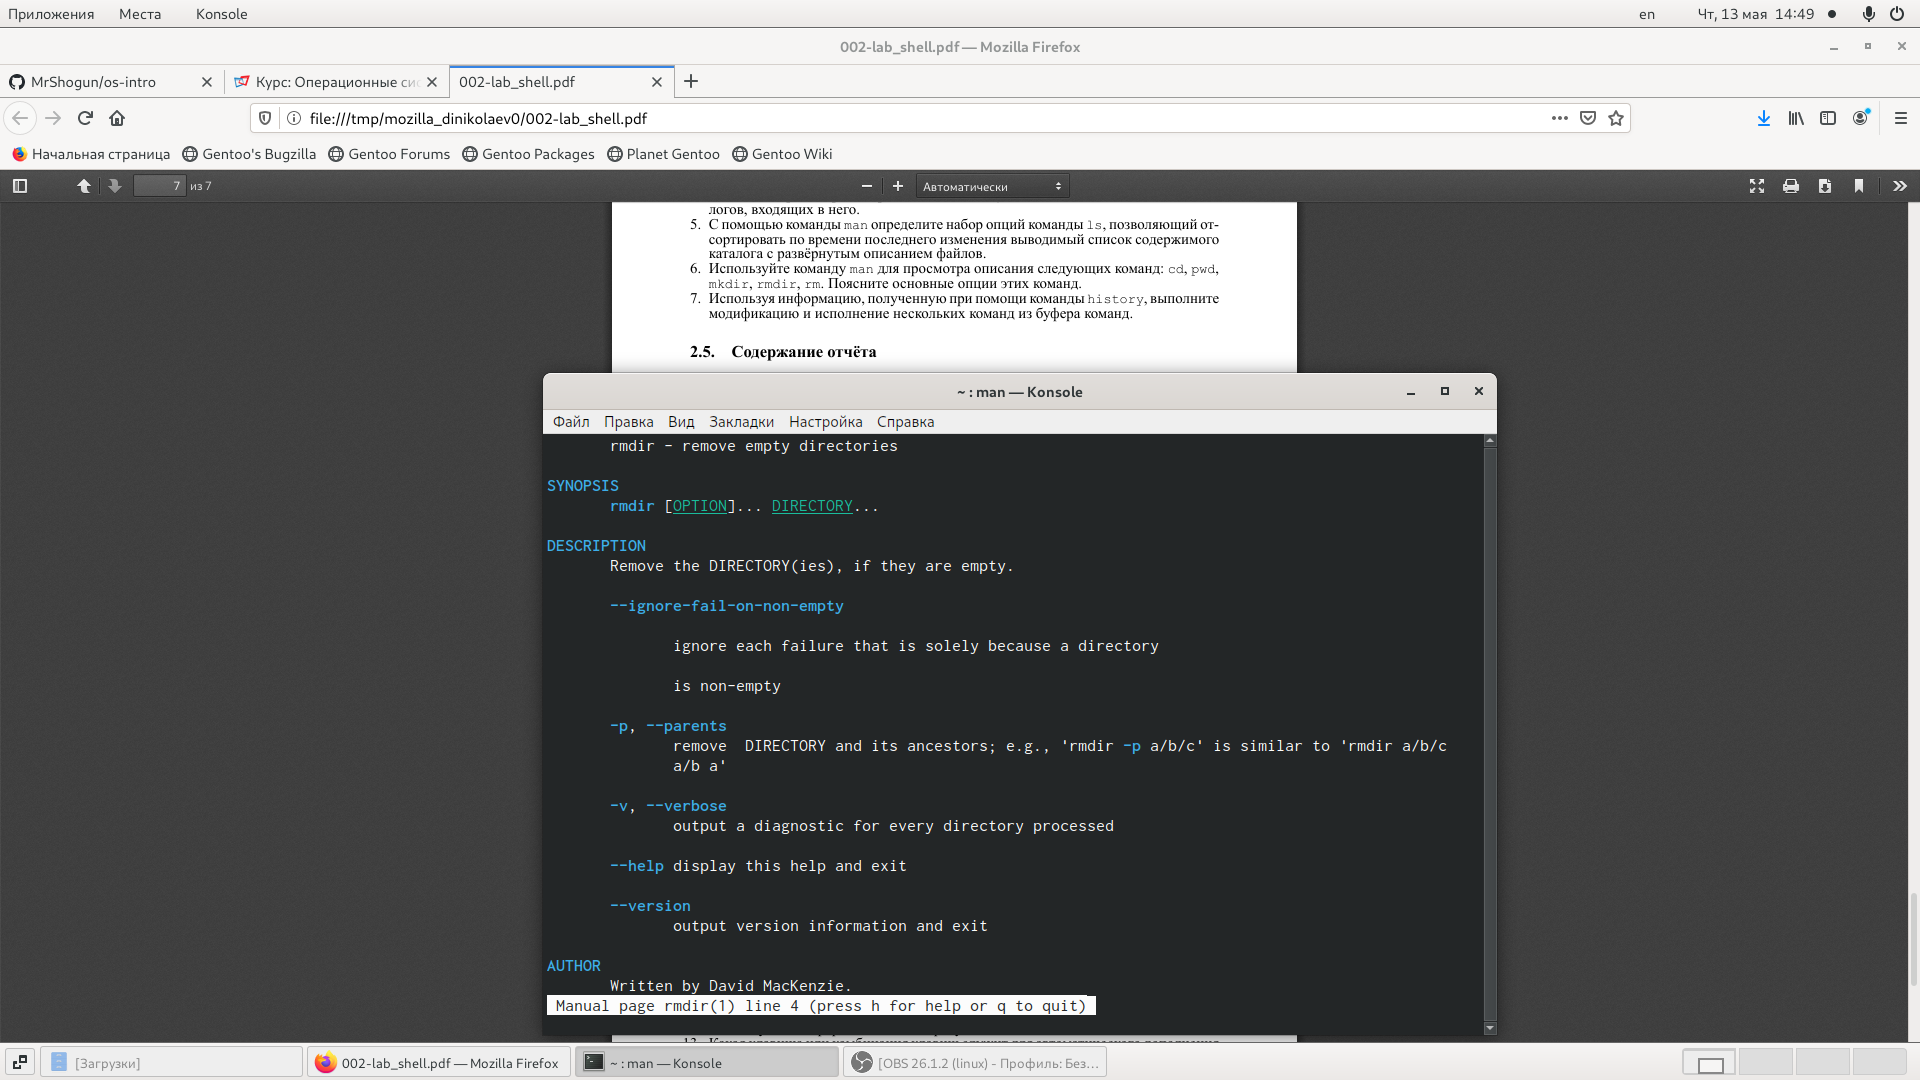 Приложения Места Konsole en Чт, 13 мая 14:49
002-lab_shell.pdf — Mozilla Firefox
MrShogun/os-intro Курс: Операционные си 002-lab_shell.pdf
file:///tmp/mozilla_dinikolaev0/002-lab_shell.pdf
Начальная страница Gentoo's Bugzilla Gentoo Forums Gentoo Packages Planet Gentoo Gentoo Wiki
7 из 7 Автоматически
логов, входящих в него.
5. С помощью команды man определите набор опций команды ls, позволяющий от-
сортировать по времени последнего изменения выводимый список содержимого
каталога с развёрнутым описанием файлов.
6. Используйте команду man для просмотра описания следующих команд: cd, pwd,
mkdir, rmdir, rm. Поясните основные опции этих команд.
7. Используя информацию, полученную при помощи команды history, выполните
модификацию и исполнение нескольких команд из буфера команд.
2.5. Содержание отчёта
~ : man — Konsole
Файл Правка Вид Закладки Настройка Справка
rmdir - remove empty directories
SYNOPSIS
rmdir [OPTION]... DIRECTORY...
DESCRIPTION
Remove the DIRECTORY(ies), if they are empty.
--ignore-fail-on-non-empty
ignore each failure that is solely because a directory
is non-empty
-p, --parents
remove DIRECTORY and its ancestors; e.g., 'rmdir -p a/b/c' is similar to 'rmdir a/b/c
a/b a'
-v, --verbose
output a diagnostic for every directory processed
--help display this help and exit
--version
output version information and exit
AUTHOR
Written by David MacKenzie.
Manual page rmdir(1) line 4 (press h for help or q to quit)
[Загрузки] 002-lab_shell.pdf — Mozilla Firefox ~ : man — Konsole [OBS 26.1.2 (linux) - Профиль: Без…